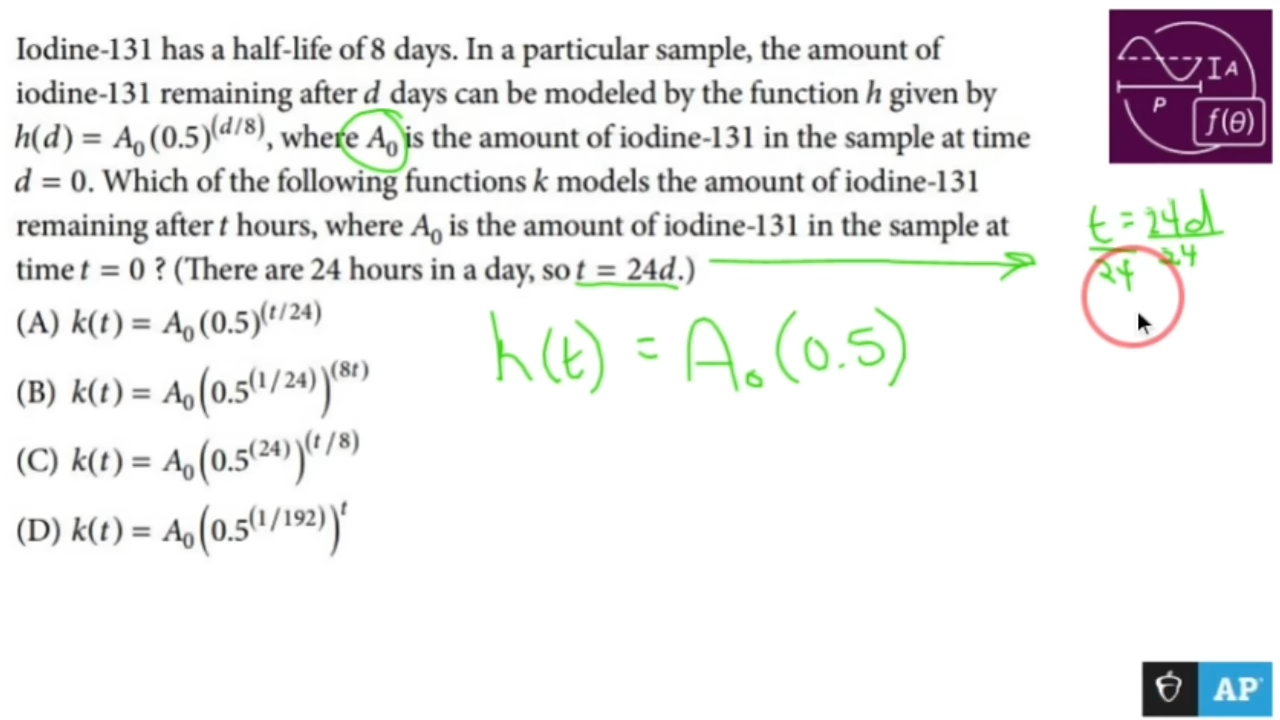 Iodine-131 has a half-life of 8 days. In a particular sample, the amount of
iodine-131 remaining after d days can be modeled by the function h given by
h(d) = A₀(0.5)^(d/8), where A₀ is the amount of iodine-131 in the sample at time
d = 0. Which of the following functions k models the amount of iodine-131
remaining after t hours, where A₀ is the amount of iodine-131 in the sample at
time t = 0 ? (There are 24 hours in a day, so t = 24d.)
(A) k(t) = A₀(0.5)^(t/24)
(B) k(t) = A₀(0.5^(1/24))^(8t)
(C) k(t) = A₀(0.5^(24))^(t/8)
(D) k(t) = A₀(0.5^(1/192))^t
h(t) = A₀(0.5)
t = 24d
24 24
A
P
f(θ)
AP